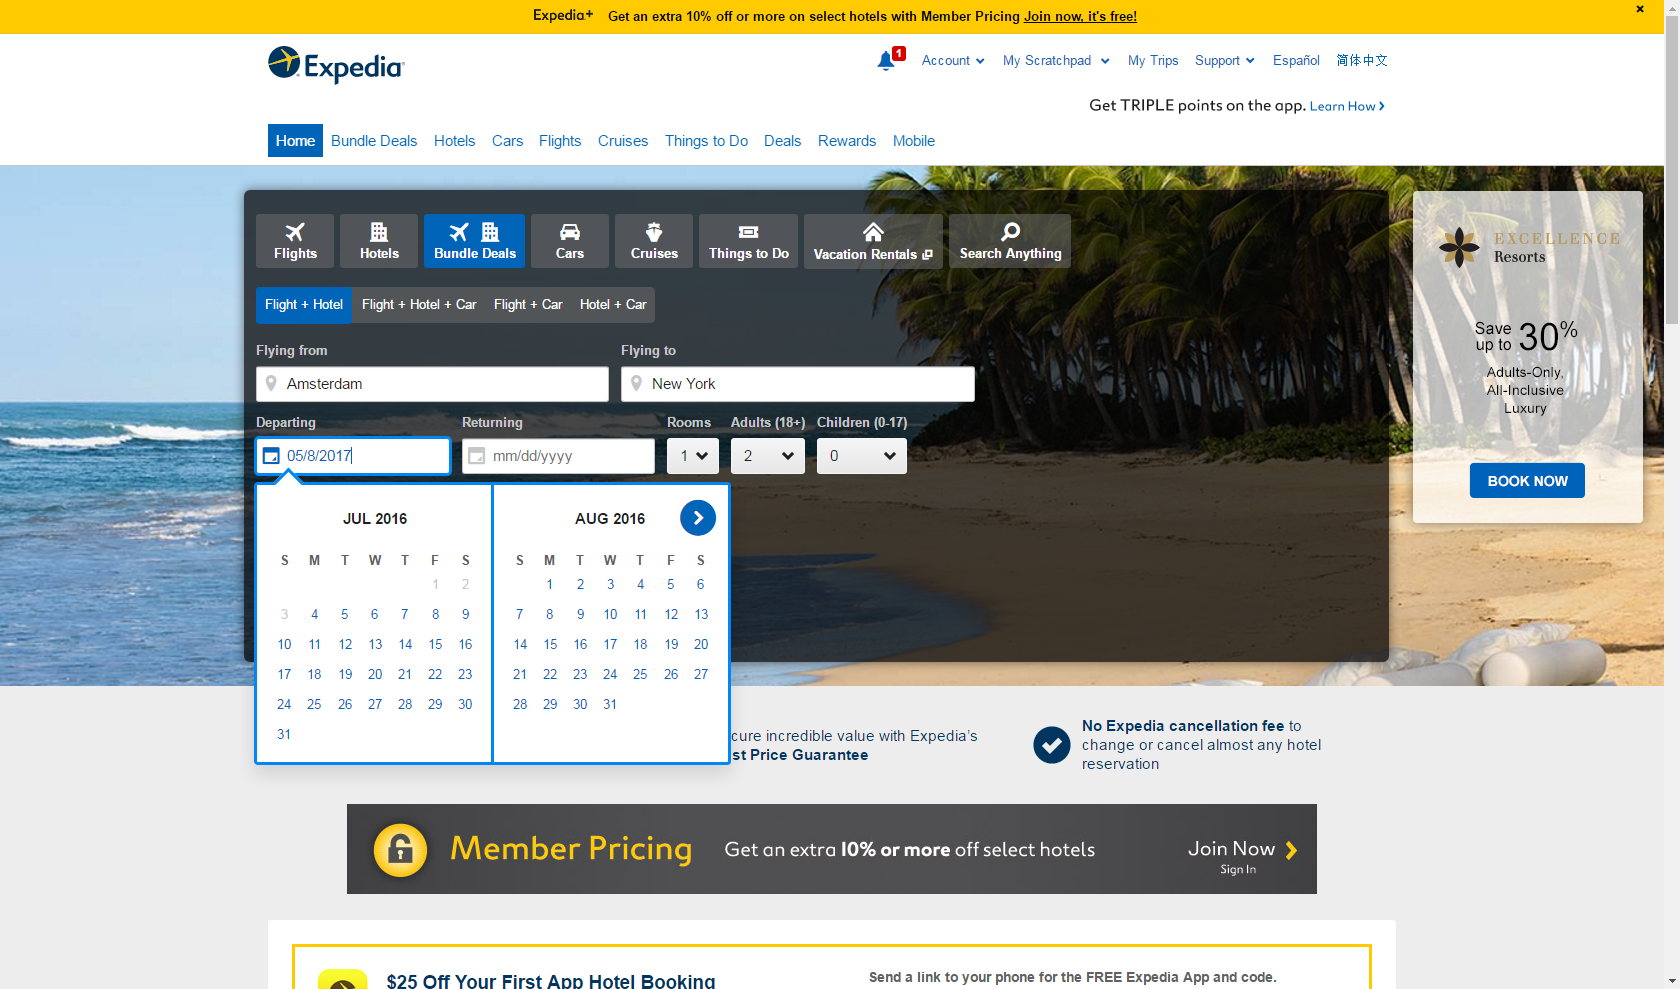 Expedia+ Get an extra 10% off or more on select hotels with Member Pricing Join now, it's free!
Expedia
1 Account My Scratchpad My Trips Support Español 简体中文
Get TRIPLE points on the app. Learn How
Home Bundle Deals Hotels Cars Flights Cruises Things to Do Deals Rewards Mobile
Flights Hotels Bundle Deals Cars Cruises Things to Do Vacation Rentals Search Anything
Flight + Hotel Flight + Hotel + Car Flight + Car Hotel + Car
Flying from Flying to
Amsterdam New York
Departing Returning Rooms Adults (18+) Children (0-17)
05/8/2017 mm/dd/yyyy 1 2 0
JUL 2016
S M T W T F S
1 2
3 4 5 6 7 8 9
10 11 12 13 14 15 16
17 18 19 20 21 22 23
24 25 26 27 28 29 30
31
AUG 2016
S M T W T F S
1 2 3 4 5 6
7 8 9 10 11 12 13
14 15 16 17 18 19 20
21 22 23 24 25 26 27
28 29 30 31
EXCELLENCE
Resorts
Save
up to 30%
Adults-Only,
All-Inclusive
Luxury
BOOK NOW
cure incredible value with Expedia's
st Price Guarantee
No Expedia cancellation fee to
change or cancel almost any hotel
reservation
Member Pricing Get an extra 10% or more off select hotels Join Now
Sign In
$25 Off Your First App Hotel Booking
Send a link to your phone for the FREE Expedia App and code.